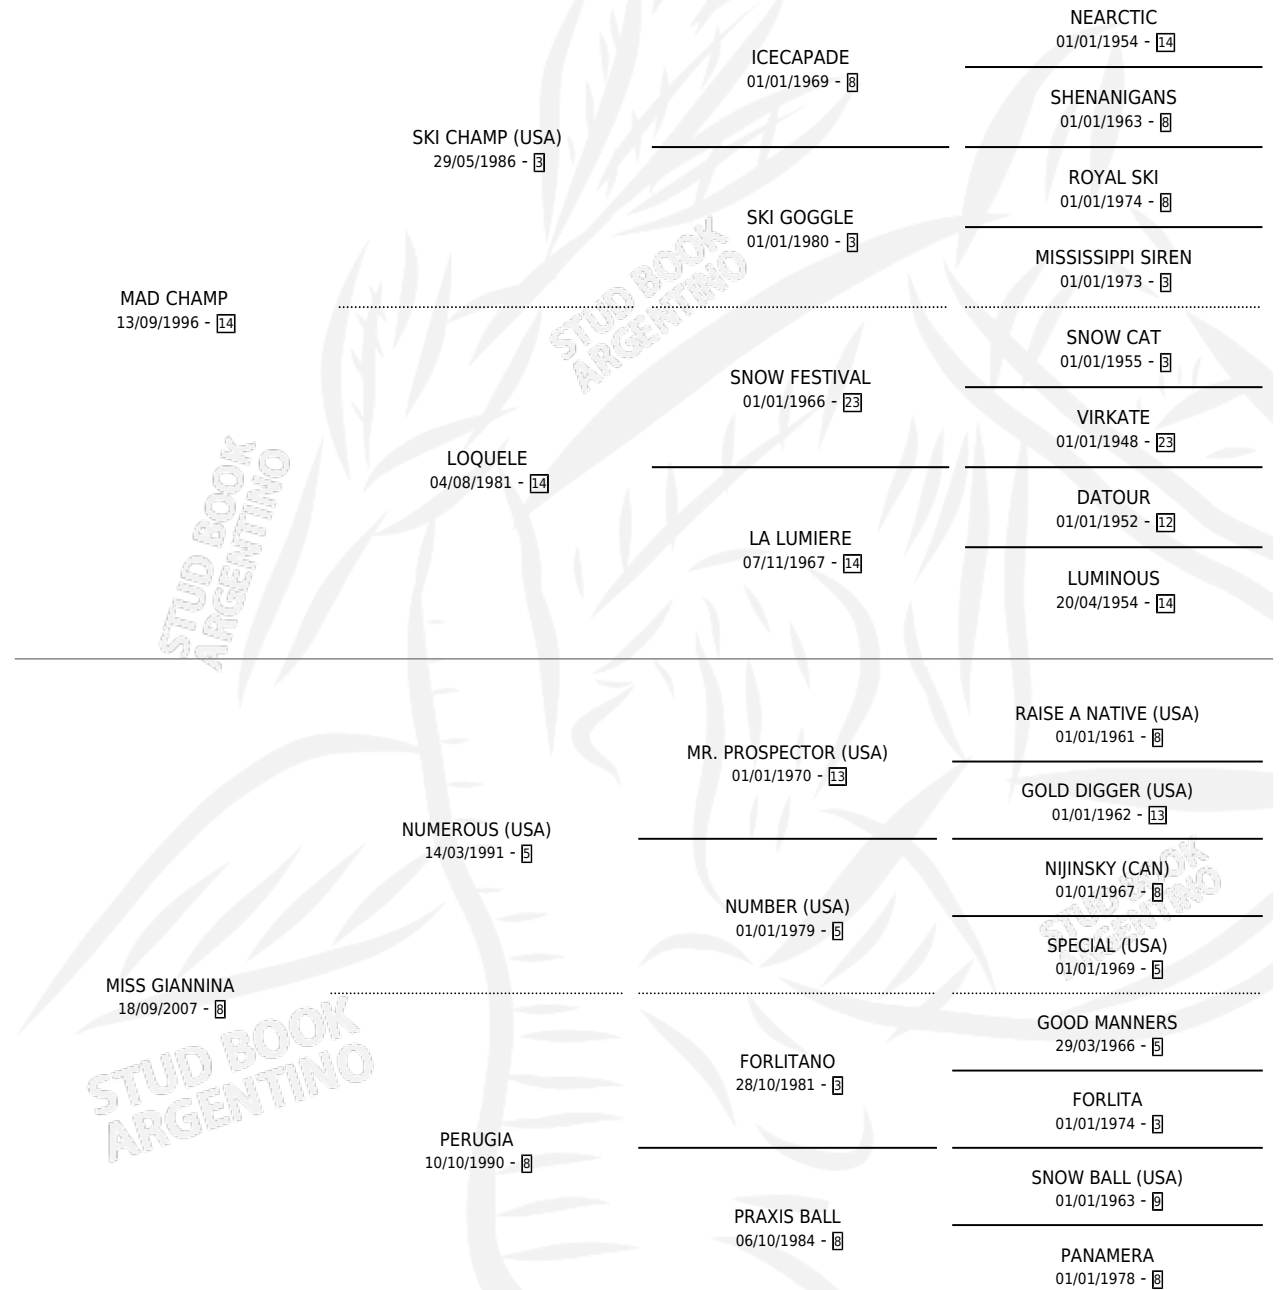 NEARCTIC
01/01/1954 - 14
ICECAPADE
01/01/1969 - 8
SHENANIGANS
01/01/1963 - 8
SKI CHAMP (USA)
29/05/1986 - 3
ROYAL SKI
01/01/1974 - 8
SKI GOGGLE
01/01/1980 - 3
MISSISSIPPI SIREN
01/01/1973 - 3
MAD CHAMP
13/09/1996 - 14
SNOW CAT
01/01/1955 - 3
SNOW FESTIVAL
01/01/1966 - 23
VIRKATE
01/01/1948 - 23
LOQUELE
04/08/1981 - 14
DATOUR
01/01/1952 - 12
LA LUMIERE
07/11/1967 - 14
LUMINOUS
20/04/1954 - 14
RAISE A NATIVE (USA)
01/01/1961 - 8
MR. PROSPECTOR (USA)
01/01/1970 - 13
GOLD DIGGER (USA)
01/01/1962 - 13
NUMEROUS (USA)
14/03/1991 - 5
NIJINSKY (CAN)
01/01/1967 - 8
NUMBER (USA)
01/01/1979 - 5
SPECIAL (USA)
01/01/1969 - 5
MISS GIANNINA
18/09/2007 - 8
GOOD MANNERS
29/03/1966 - 5
FORLITANO
28/10/1981 - 3
FORLITA
01/01/1974 - 3
PERUGIA
10/10/1990 - 8
SNOW BALL (USA)
01/01/1963 - 9
PRAXIS BALL
06/10/1984 - 8
PANAMERA
01/01/1978 - 8
STUD BOOK
ARGENTINO
STUD BOOK
ARGENTINO
STUD BOOK
ARGENTINO
STUD BOOK
ARGENTINO